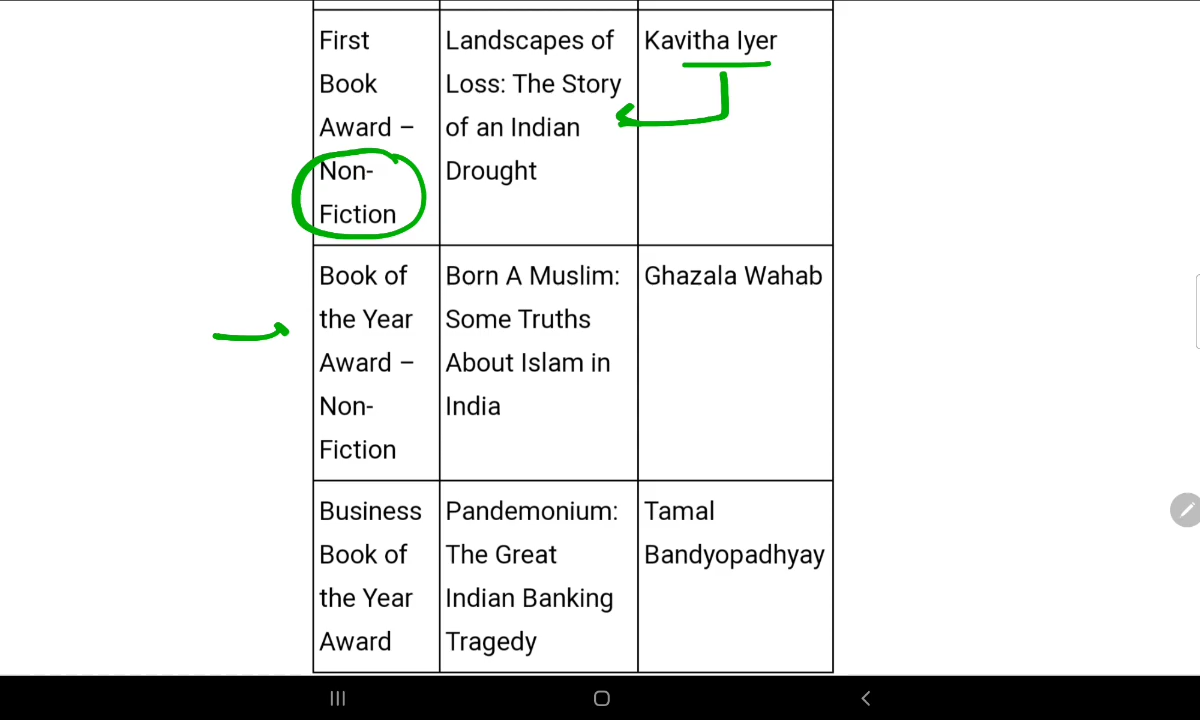 First
Book
Award –
Non-
Fiction
Landscapes of
Loss: The Story
of an Indian
Drought
Kavitha Iyer
Book of
the Year
Award –
Non-
Fiction
Born A Muslim:
Some Truths
About Islam in
India
Ghazala Wahab
Business
Book of
the Year
Award
Pandemonium:
The Great
Indian Banking
Tragedy
Tamal
Bandyopadhyay